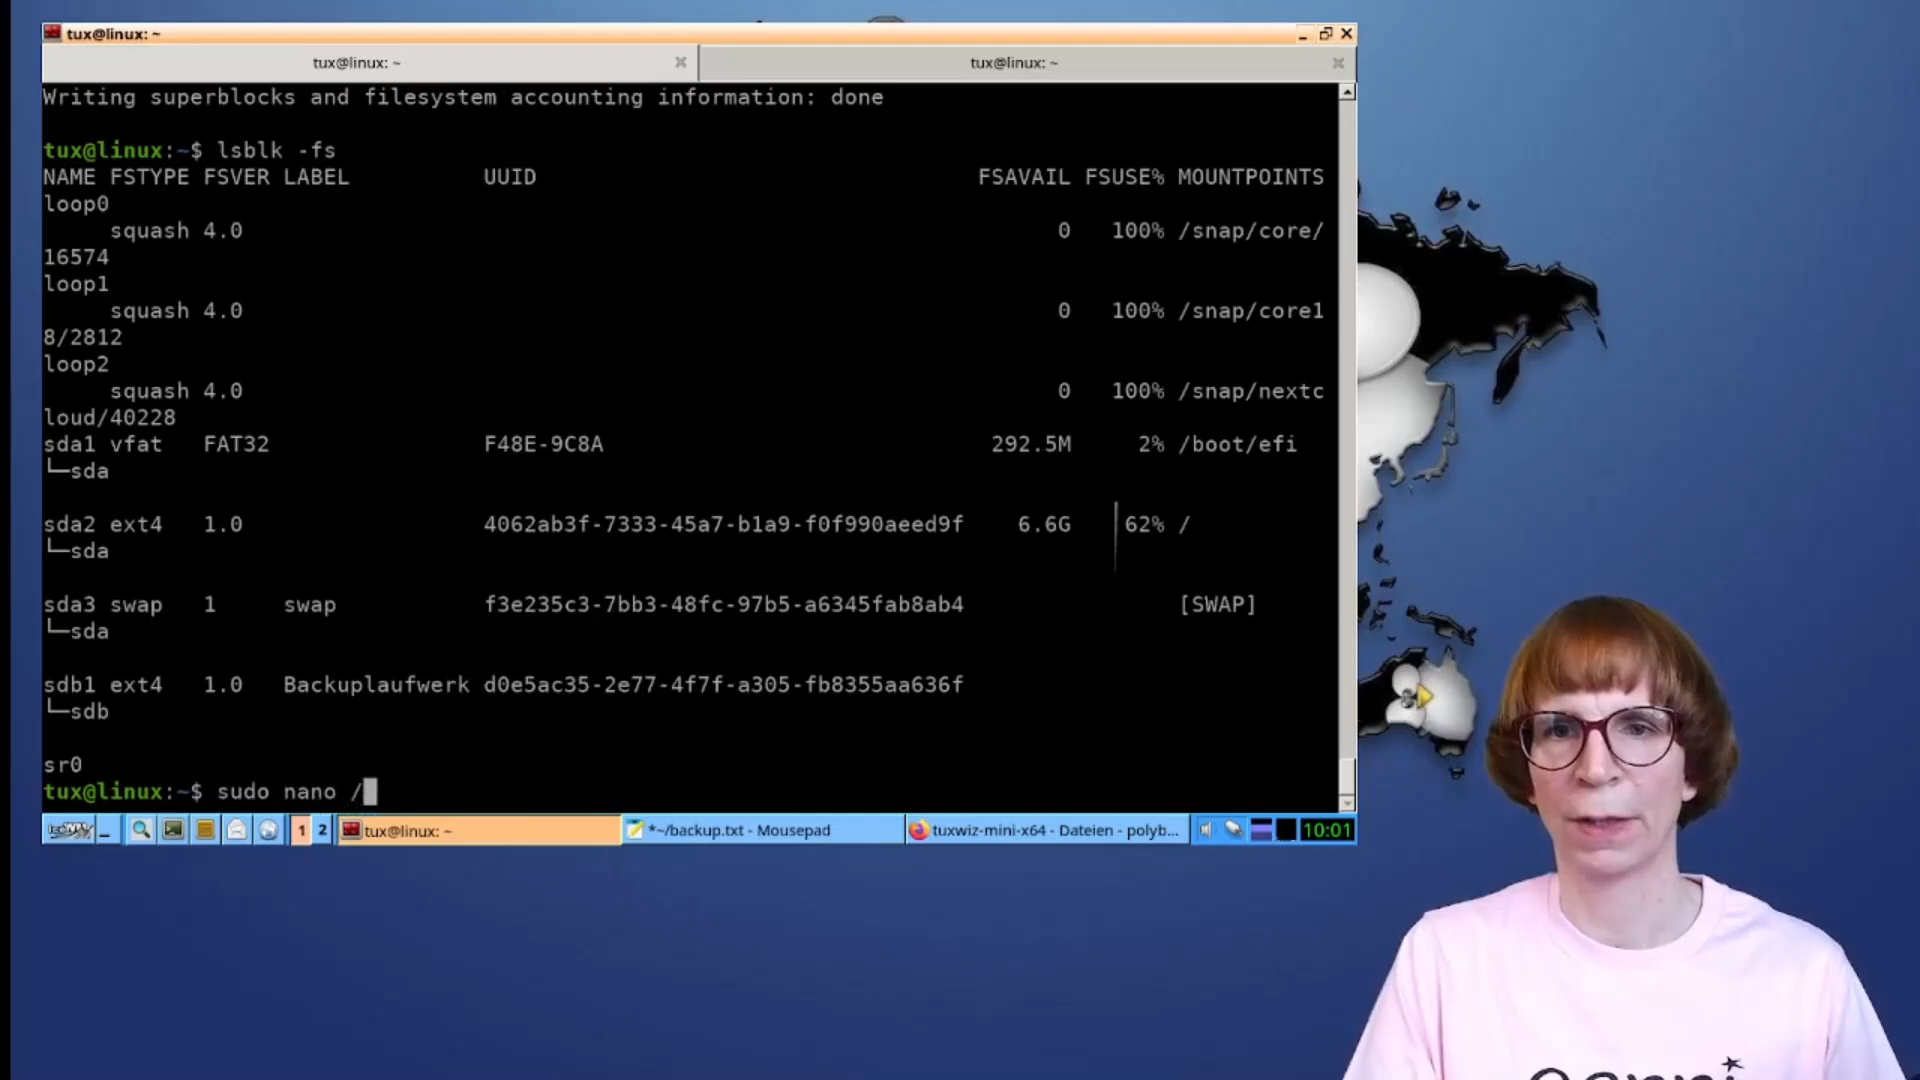 tux@linux: ~
tux@linux: ~
tux@linux: ~
Writing superblocks and filesystem accounting information: done
tux@linux:~$ lsblk -fs
NAME FSTYPE FSVER LABEL UUID FSAVAIL FSUSE% MOUNTPOINTS
loop0
squash 4.0 0 100% /snap/core/
16574
loop1
squash 4.0 0 100% /snap/core1
8/2812
loop2
squash 4.0 0 100% /snap/nextc
loud/40228
sda1 vfat FAT32 F48E-9C8A 292.5M 2% /boot/efi
└─sda
sda2 ext4 1.0 4062ab3f-7333-45a7-b1a9-f0f990aeed9f 6.6G 62% /
└─sda
sda3 swap 1 swap f3e235c3-7bb3-48fc-97b5-a6345fab8ab4 [SWAP]
└─sda
sdb1 ext4 1.0 Backuplaufwerk d0e5ac35-2e77-4f7f-a305-fb8355aa636f
└─sdb
sr0
tux@linux:~$ sudo nano /
1 2 tux@linux: ~ *~/backup.txt - Mousepad tuxwiz-mini-x64 - Dateien - polyb... 10:01